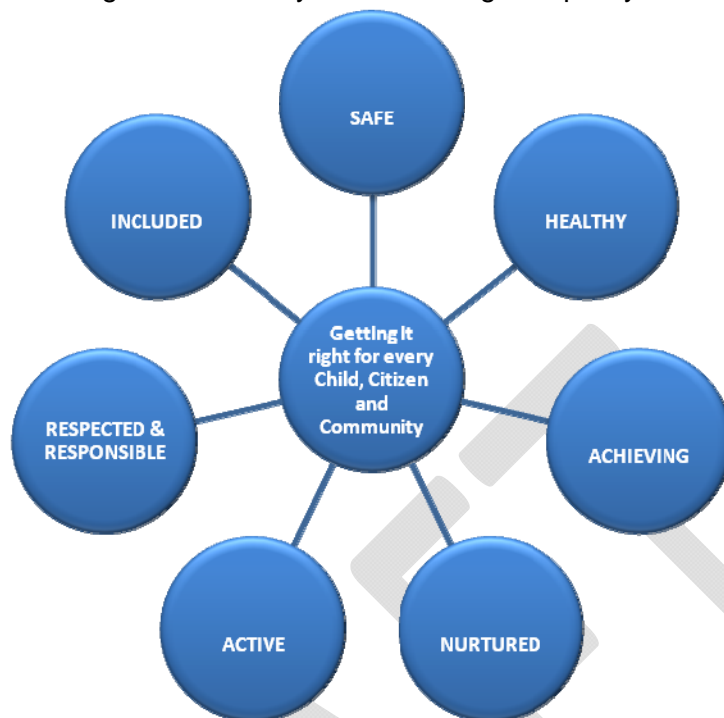 SAFE
HEALTHY
ACHIEVING
NURTURED
ACTIVE
RESPECTED &
RESPONSIBLE
INCLUDED
Getting it
right for every
Child, Citizen
and
Community